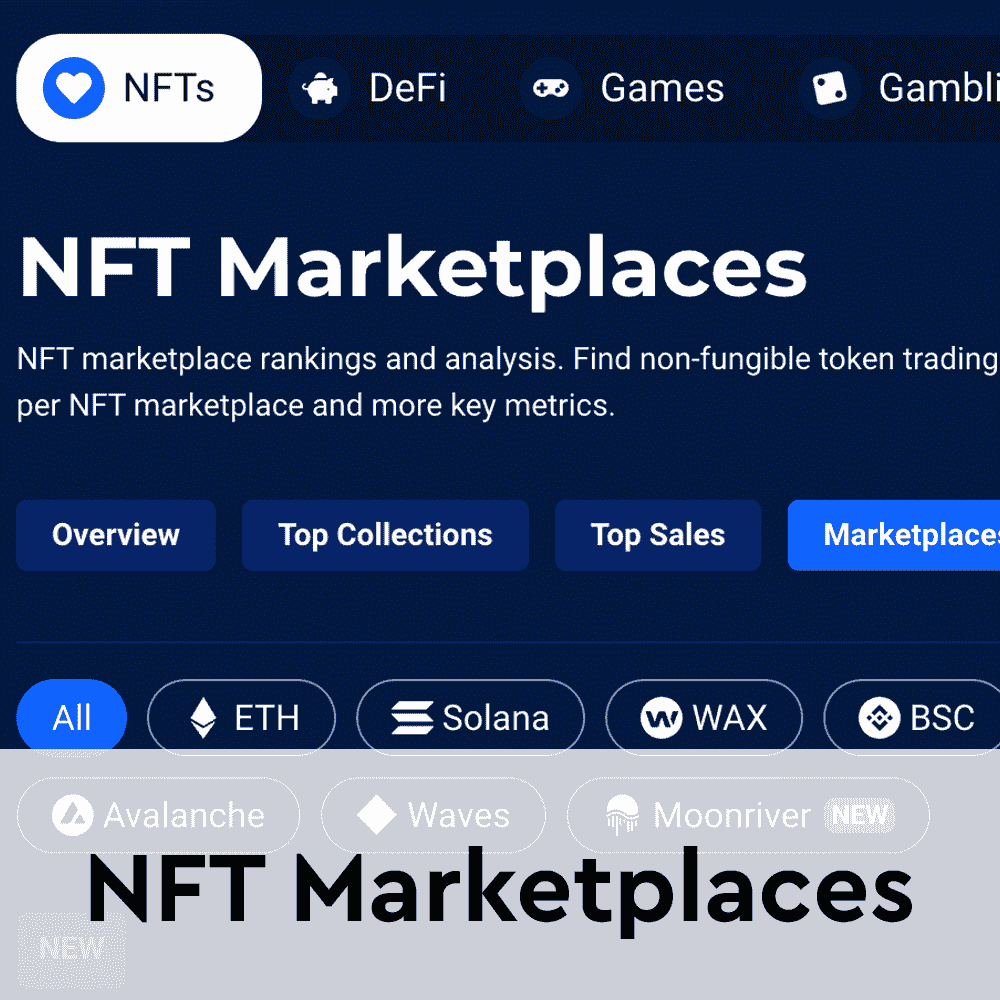 NFTs DeFi Games Gambli
NFT Marketplaces
NFT marketplace rankings and analysis. Find non-fungible token trading
per NFT marketplace and more key metrics.
Overview Top Collections Top Sales Marketplaces
All ETH Solana WAX BSC
Avalanche Waves Moonriver NEW
NFT Marketplaces
NEW